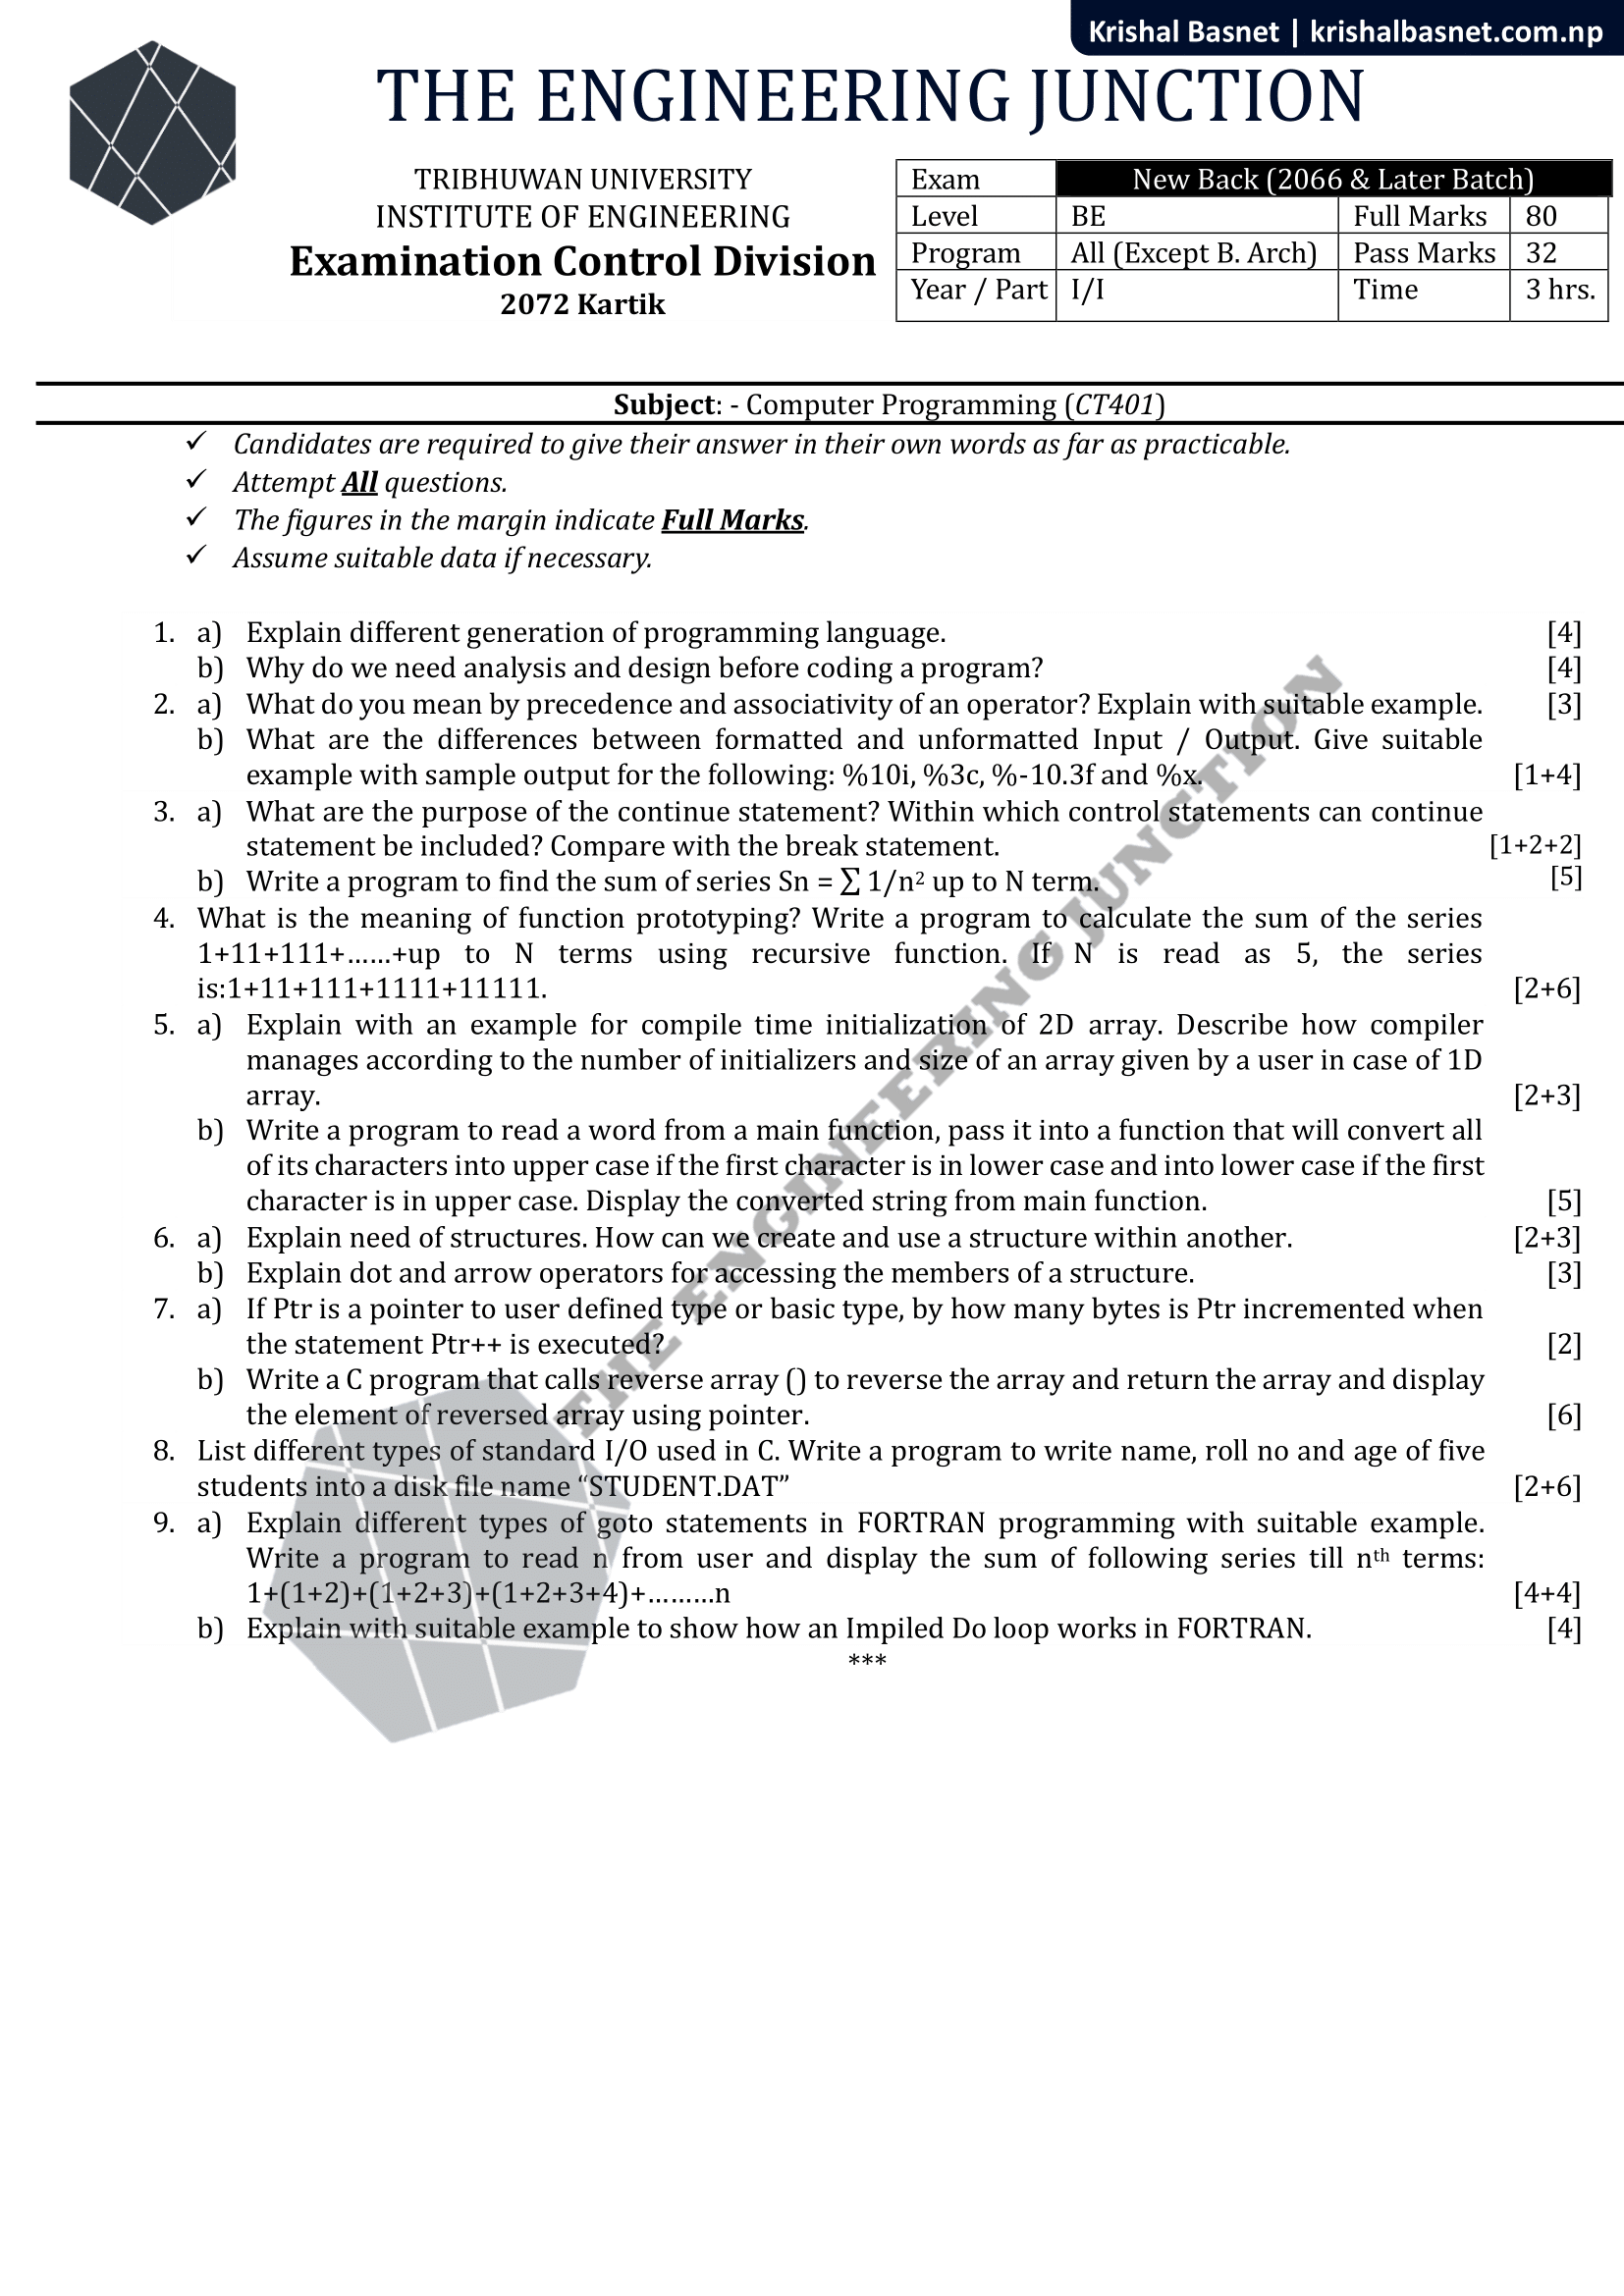 Krishal Basnet | krishalbasnet.com.np
THE ENGINEERING JUNCTION
TRIBHUWAN UNIVERSITY
INSTITUTE OF ENGINEERING
Examination Control Division
2072 Kartik
Exam New Back (2066 & Later Batch)
Level BE Full Marks 80
Program All (Except B. Arch) Pass Marks 32
Year / Part I/I Time 3 hrs.
Subject: - Computer Programming (CT401)
✓ Candidates are required to give their answer in their own words as far as practicable.
✓ Attempt All questions.
✓ The figures in the margin indicate Full Marks.
✓ Assume suitable data if necessary.
1. a) Explain different generation of programming language. [4]
b) Why do we need analysis and design before coding a program? [4]
2. a) What do you mean by precedence and associativity of an operator? Explain with suitable example. [3]
b) What are the differences between formatted and unformatted Input / Output. Give suitable
example with sample output for the following: %10i, %3c, %-10.3f and %x. [1+4]
3. a) What are the purpose of the continue statement? Within which control statements can continue
statement be included? Compare with the break statement. [1+2+2]
b) Write a program to find the sum of series Sn = ∑ 1/n² up to N term. [5]
4. What is the meaning of function prototyping? Write a program to calculate the sum of the series
1+11+111+……+up to N terms using recursive function. If N is read as 5, the series
is:1+11+111+1111+11111. [2+6]
5. a) Explain with an example for compile time initialization of 2D array. Describe how compiler
manages according to the number of initializers and size of an array given by a user in case of 1D
array. [2+3]
b) Write a program to read a word from a main function, pass it into a function that will convert all
of its characters into upper case if the first character is in lower case and into lower case if the first
character is in upper case. Display the converted string from main function. [5]
6. a) Explain need of structures. How can we create and use a structure within another. [2+3]
b) Explain dot and arrow operators for accessing the members of a structure. [3]
7. a) If Ptr is a pointer to user defined type or basic type, by how many bytes is Ptr incremented when
the statement Ptr++ is executed? [2]
b) Write a C program that calls reverse array () to reverse the array and return the array and display
the element of reversed array using pointer. [6]
8. List different types of standard I/O used in C. Write a program to write name, roll no and age of five
students into a disk file name “STUDENT.DAT” [2+6]
9. a) Explain different types of goto statements in FORTRAN programming with suitable example.
Write a program to read n from user and display the sum of following series till nth terms:
1+(1+2)+(1+2+3)+(1+2+3+4)+………n [4+4]
b) Explain with suitable example to show how an Impiled Do loop works in FORTRAN. [4]
***
THE ENGINEERING JUNCTION